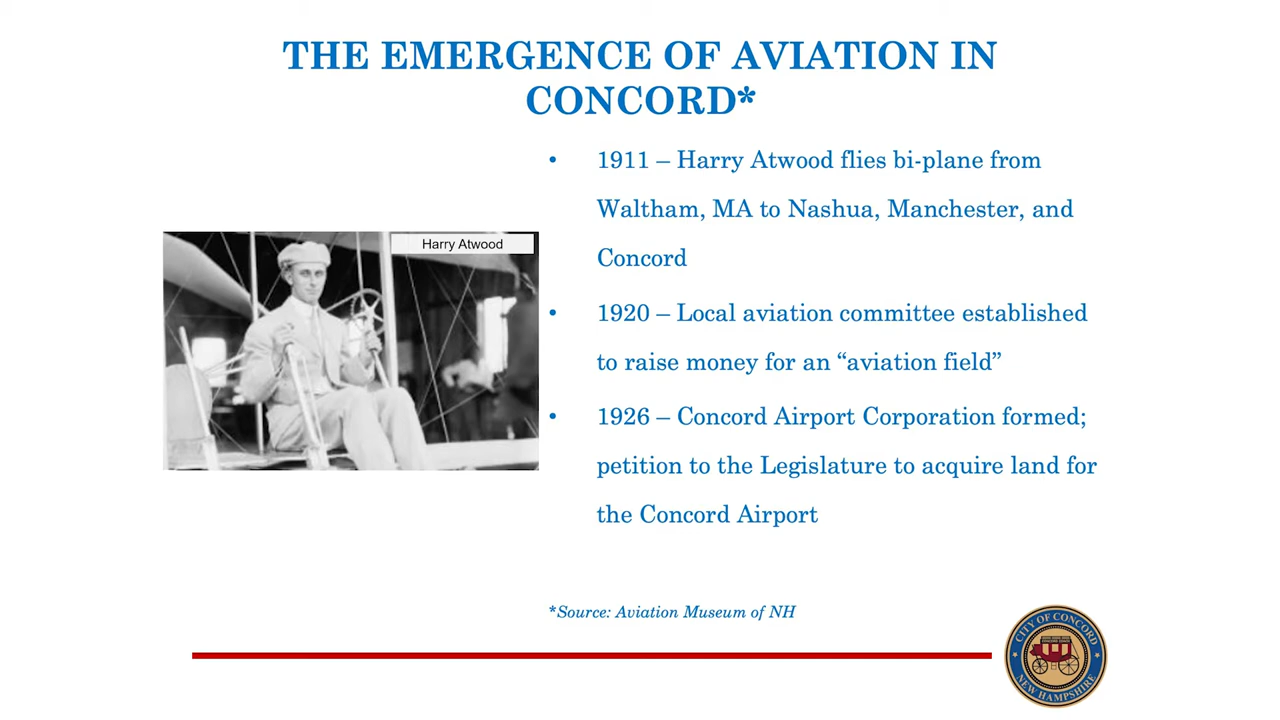 THE EMERGENCE OF AVIATION IN
CONCORD*
• 1911 – Harry Atwood flies bi-plane from
Waltham, MA to Nashua, Manchester, and
Concord
Harry Atwood
• 1920 – Local aviation committee established
to raise money for an “aviation field”
• 1926 – Concord Airport Corporation formed;
petition to the Legislature to acquire land for
the Concord Airport
*Source: Aviation Museum of NH
CITY OF CONCORD
NEW HAMPSHIRE